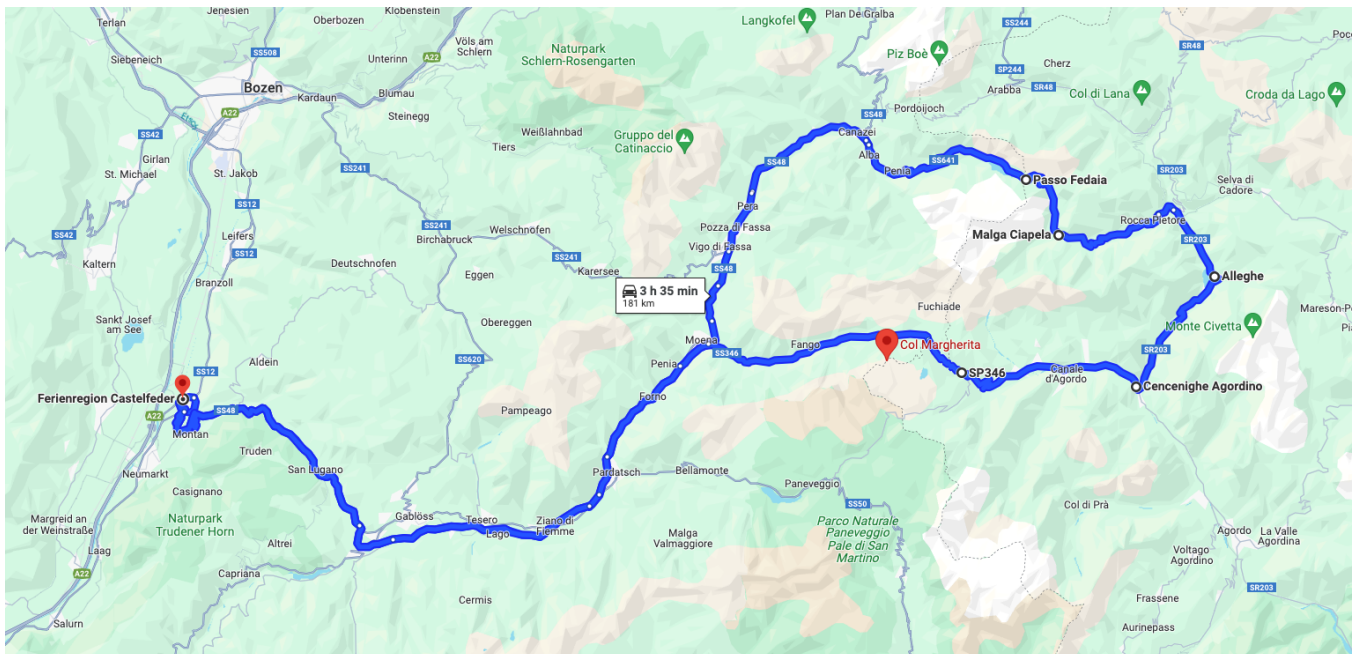 Terlan
Jenesien
Oberbozen
Klobenstein
Langkofel
Plan De Gralba
SS244
SR48
Siebeneich
SS508
Unterinn
Völs am
Schlern
Naturpark
Schlern-Rosengarten
Piz Boè
SP244
SR48
Cherz
Bozen
Kardaun
Blumau
A22
Steinegg
Arabba
Col di Lana
Croda da Lago
SS42
Etsch
Pordoijoch
SS48
Girlan
Weißlahnbad
Gruppo del
Catinaccio
Canazei
Tiers
St. Michael
St. Jakob
SS241
Alba
SS48
SS641
Penia
SS12
Passo Fedaia
SR203
Selva di
Cadore
Pera
Rocca Pietore
Pozza di Fassa
SS42
Leifers
SS241
Birchabruck
Welschnofen
Malga Ciapela
SR203
Vigo di Fassa
SS12
SS241
Kaltern
Deutschnofen
Eggen
Karersee
SS48
Alleghe
Branzoll
3 h 35 min
181 km
Fuchiade
Mareson-Pe
Sankt Josef
am See
Obereggen
Monte Civetta
Moena
Fango
Col Margherita
SS346
SR203
Aldein
SS620
Penia
SS12
SP346
Canale
d'Agordo
Cencenighe Agordino
Ferienregion Castelfeder
Forno
SS48
Pampeago
A22
Montan
Truden
San Lugano
Pardatsch
Bellamonte
Neumarkt
Paneveggio
Casignano
SS50
Col di Prà
Gablöss
Tesero
Ziano di
Fiemme
Margreid an
der Weinstraße
Naturpark
Trudener Horn
Lago
Parco Naturale
Paneveggio
Pale di San
Martino
Agordo
La Valle
Agordina
Altrei
Malga
Valmaggiore
Laag
Voltago
Agordino
A22
Capriana
SR203
Cermis
Frassene
Salurn
Aurinepass